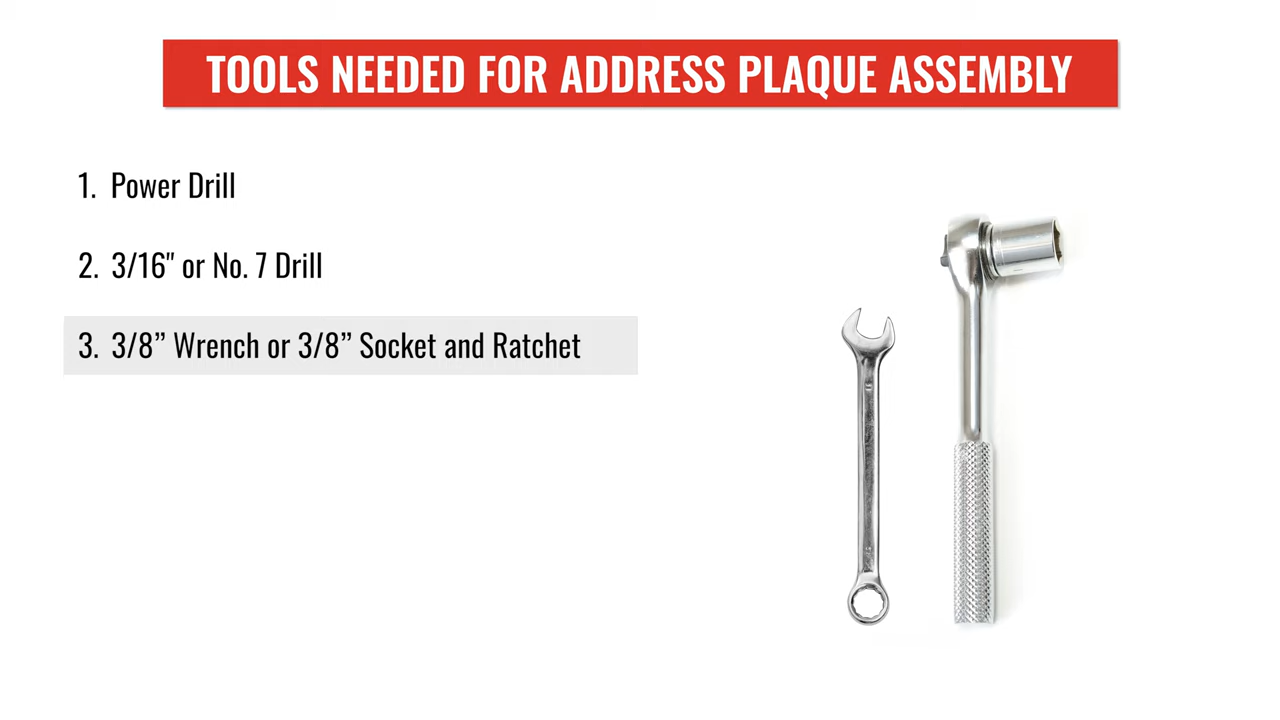 TOOLS NEEDED FOR ADDRESS PLAQUE ASSEMBLY
1. Power Drill
2. 3/16" or No. 7 Drill
3. 3/8” Wrench or 3/8” Socket and Ratchet